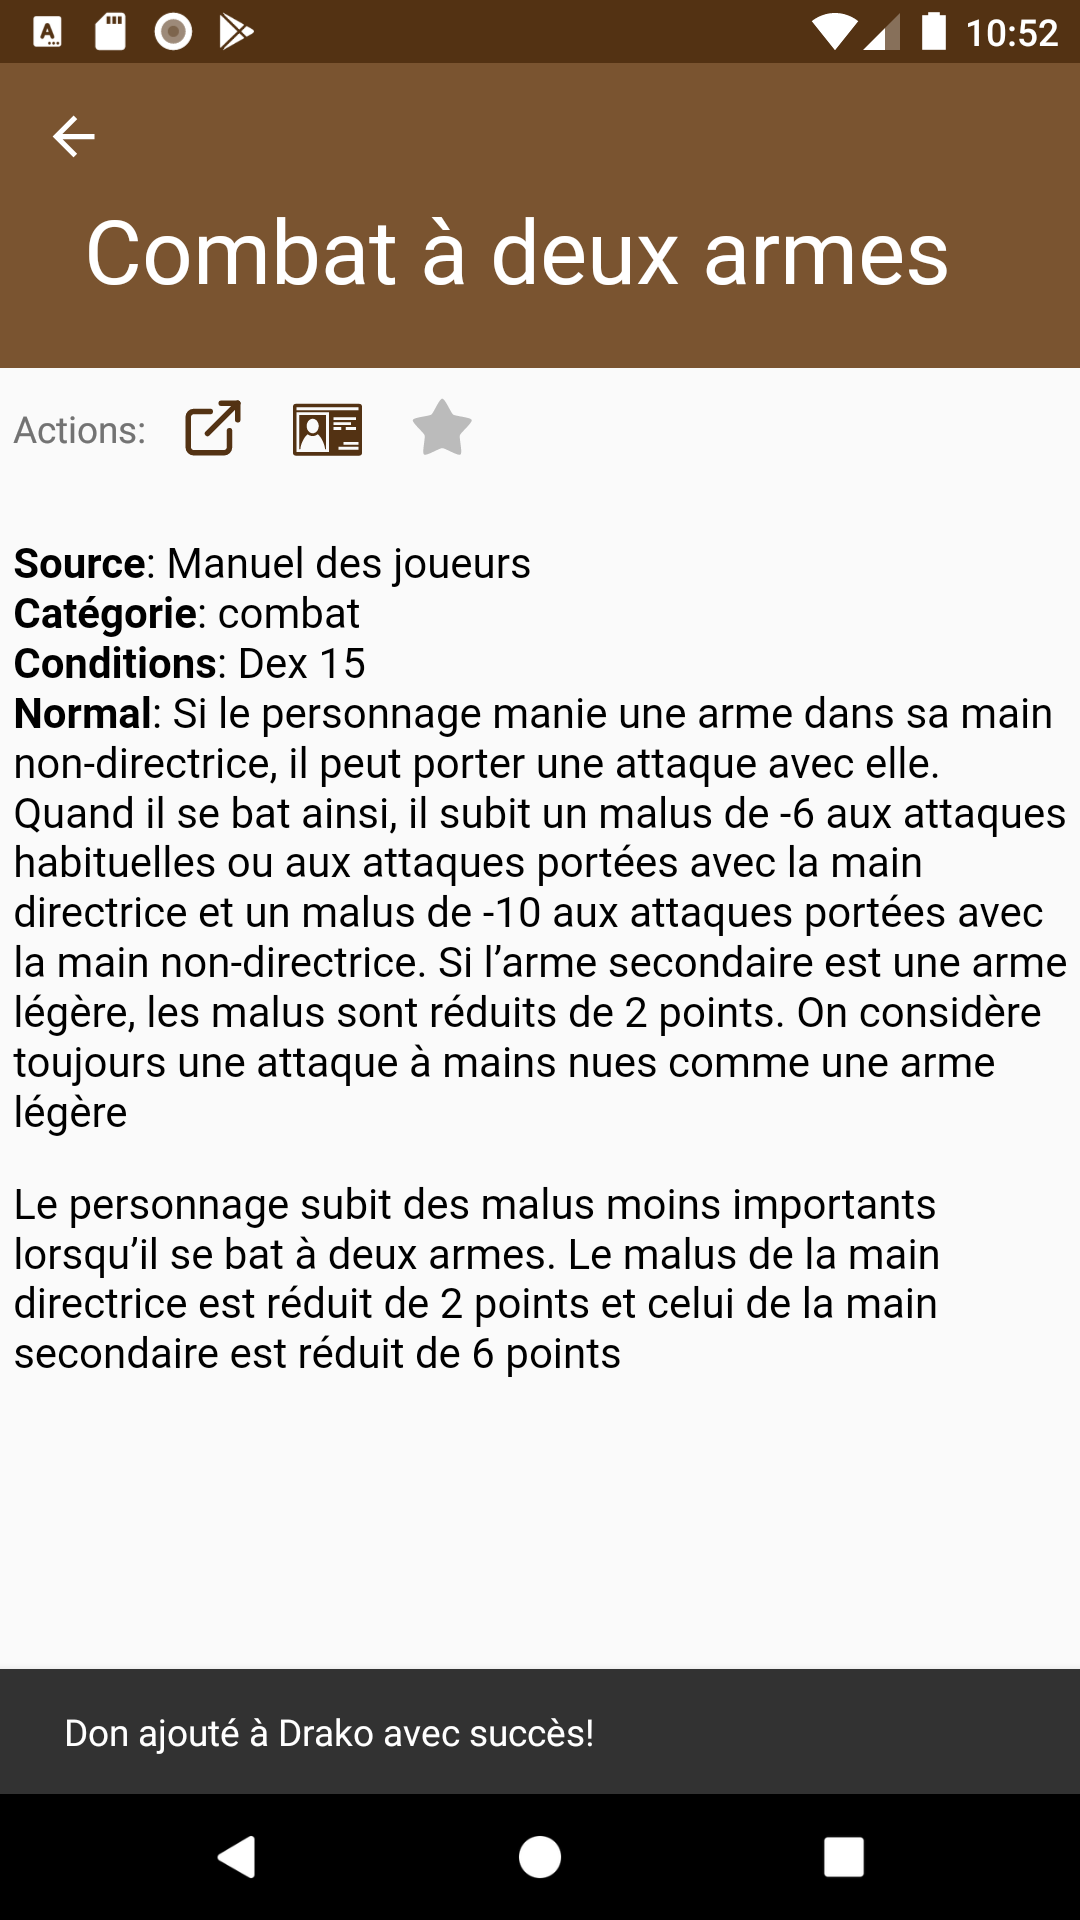 10:52
Combat à deux armes
Actions:
Source: Manuel des joueurs
Catégorie: combat
Conditions: Dex 15
Normal: Si le personnage manie une arme dans sa main
non-directrice, il peut porter une attaque avec elle.
Quand il se bat ainsi, il subit un malus de -6 aux attaques
habituelles ou aux attaques portées avec la main
directrice et un malus de -10 aux attaques portées avec
la main non-directrice. Si l’arme secondaire est une arme
légère, les malus sont réduits de 2 points. On considère
toujours une attaque à mains nues comme une arme
légère
Le personnage subit des malus moins importants
lorsqu’il se bat à deux armes. Le malus de la main
directrice est réduit de 2 points et celui de la main
secondaire est réduit de 6 points
Don ajouté à Drako avec succès!